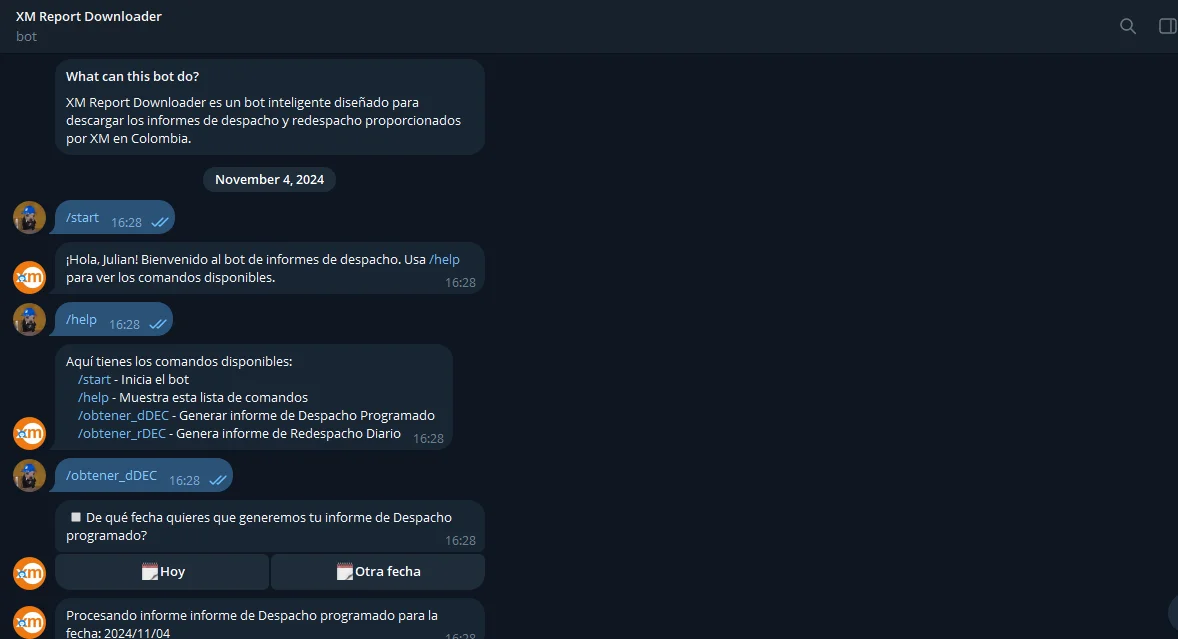 XM Report Downloader
bot
What can this bot do?
XM Report Downloader es un bot inteligente diseñado para
descargar los informes de despacho y redespacho proporcionados
por XM en Colombia.
November 4, 2024
/start 16:28
¡Hola, Julian! Bienvenido al bot de informes de despacho. Usa /help
para ver los comandos disponibles.
16:28
xm
/help 16:28
Aquí tienes los comandos disponibles:
/start - Inicia el bot
/help - Muestra esta lista de comandos
/obtener_dDEC - Generar informe de Despacho Programado
/obtener_rDEC - Genera informe de Redespacho Diario 16:28
xm
/obtener_dDEC 16:28
De qué fecha quieres que generemos tu informe de Despacho
programado?
16:28
xm
Hoy
Otra fecha
Procesando informe informe de Despacho programado para la
fecha: 2024/11/04
16:28
xm